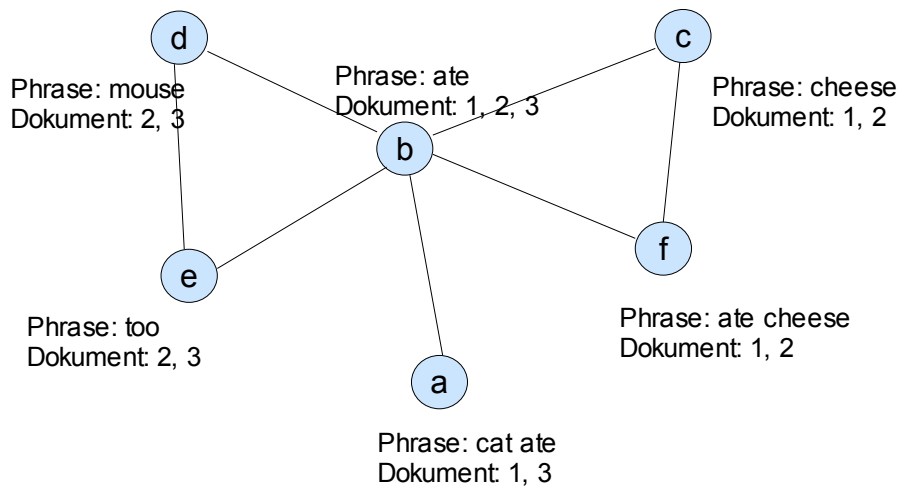 d
c
Phrase: ate
Dokument: 1, 2, 3
Phrase: mouse
Dokument: 2, 3
Phrase: cheese
Dokument: 1, 2
b
f
e
Phrase: ate cheese
Dokument: 1, 2
Phrase: too
Dokument: 2, 3
a
Phrase: cat ate
Dokument: 1, 3